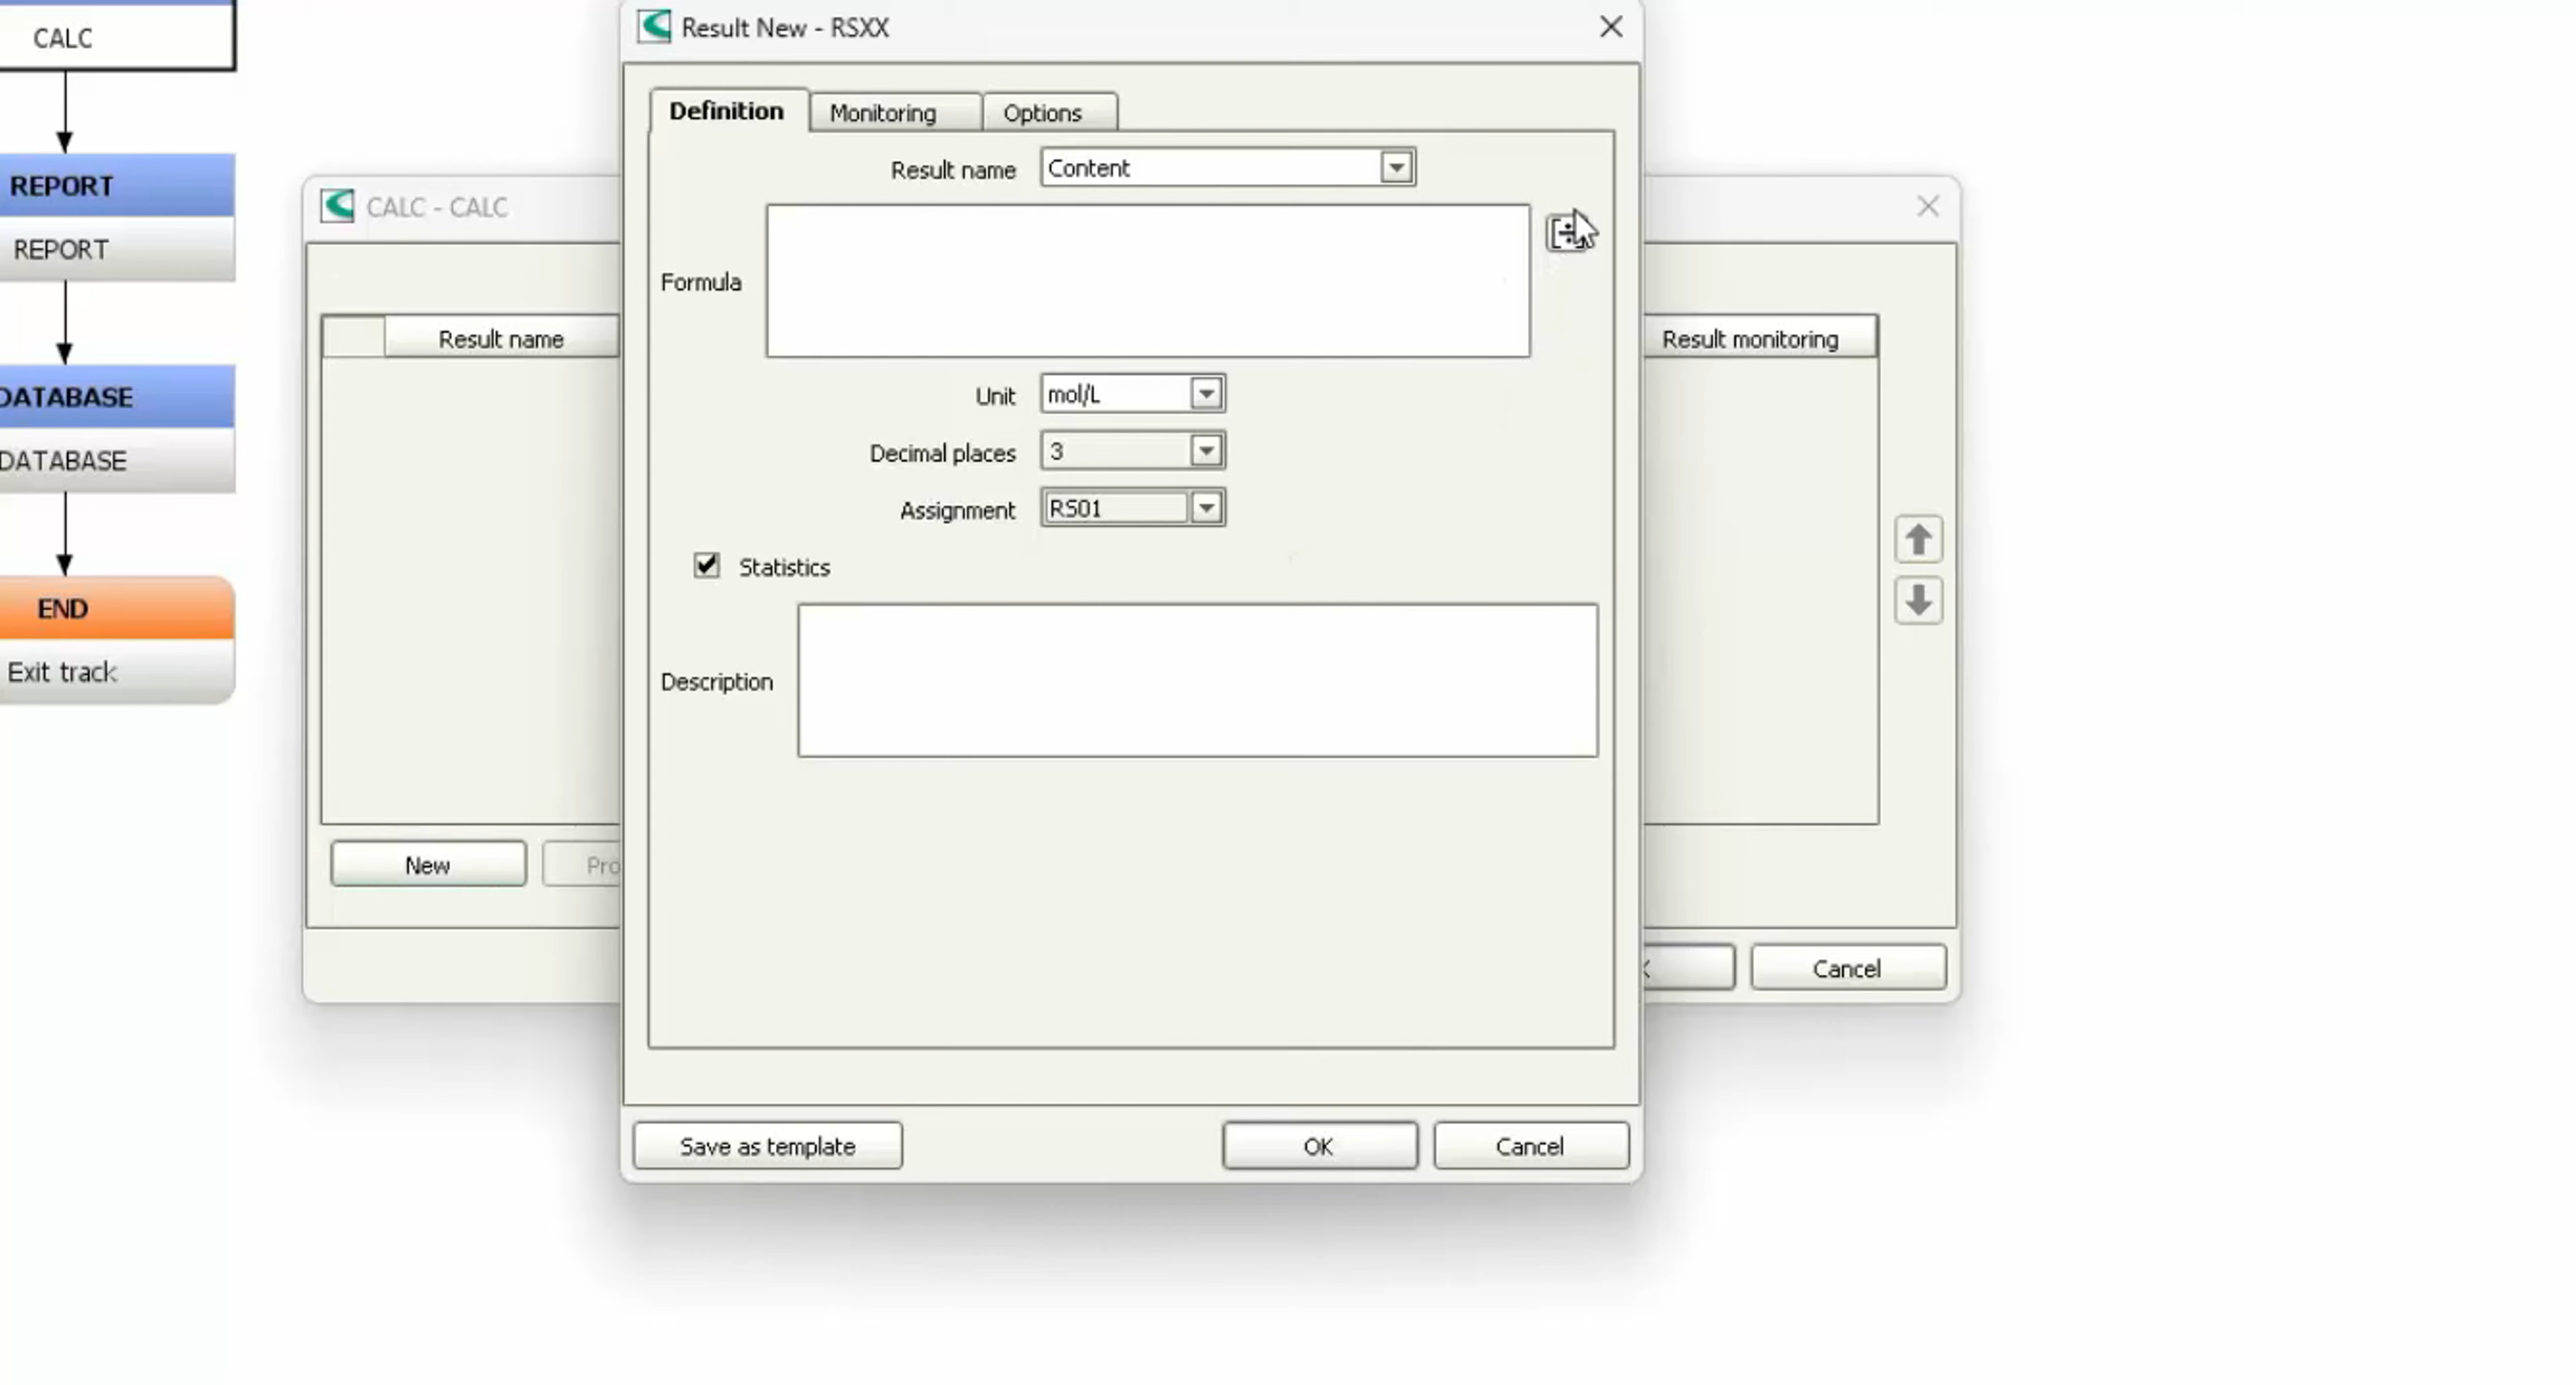 CALC
REPORT
REPORT
DATABASE
DATABASE
END
Exit track
CALC - CALC
Result name
Result monitoring
New
Cancel
Result New - RSXX
Definition
Monitoring
Options
Result name
Content
Formula
Unit
mol/L
Decimal places
3
Assignment
RS01
Statistics
Description
Save as template
OK
Cancel